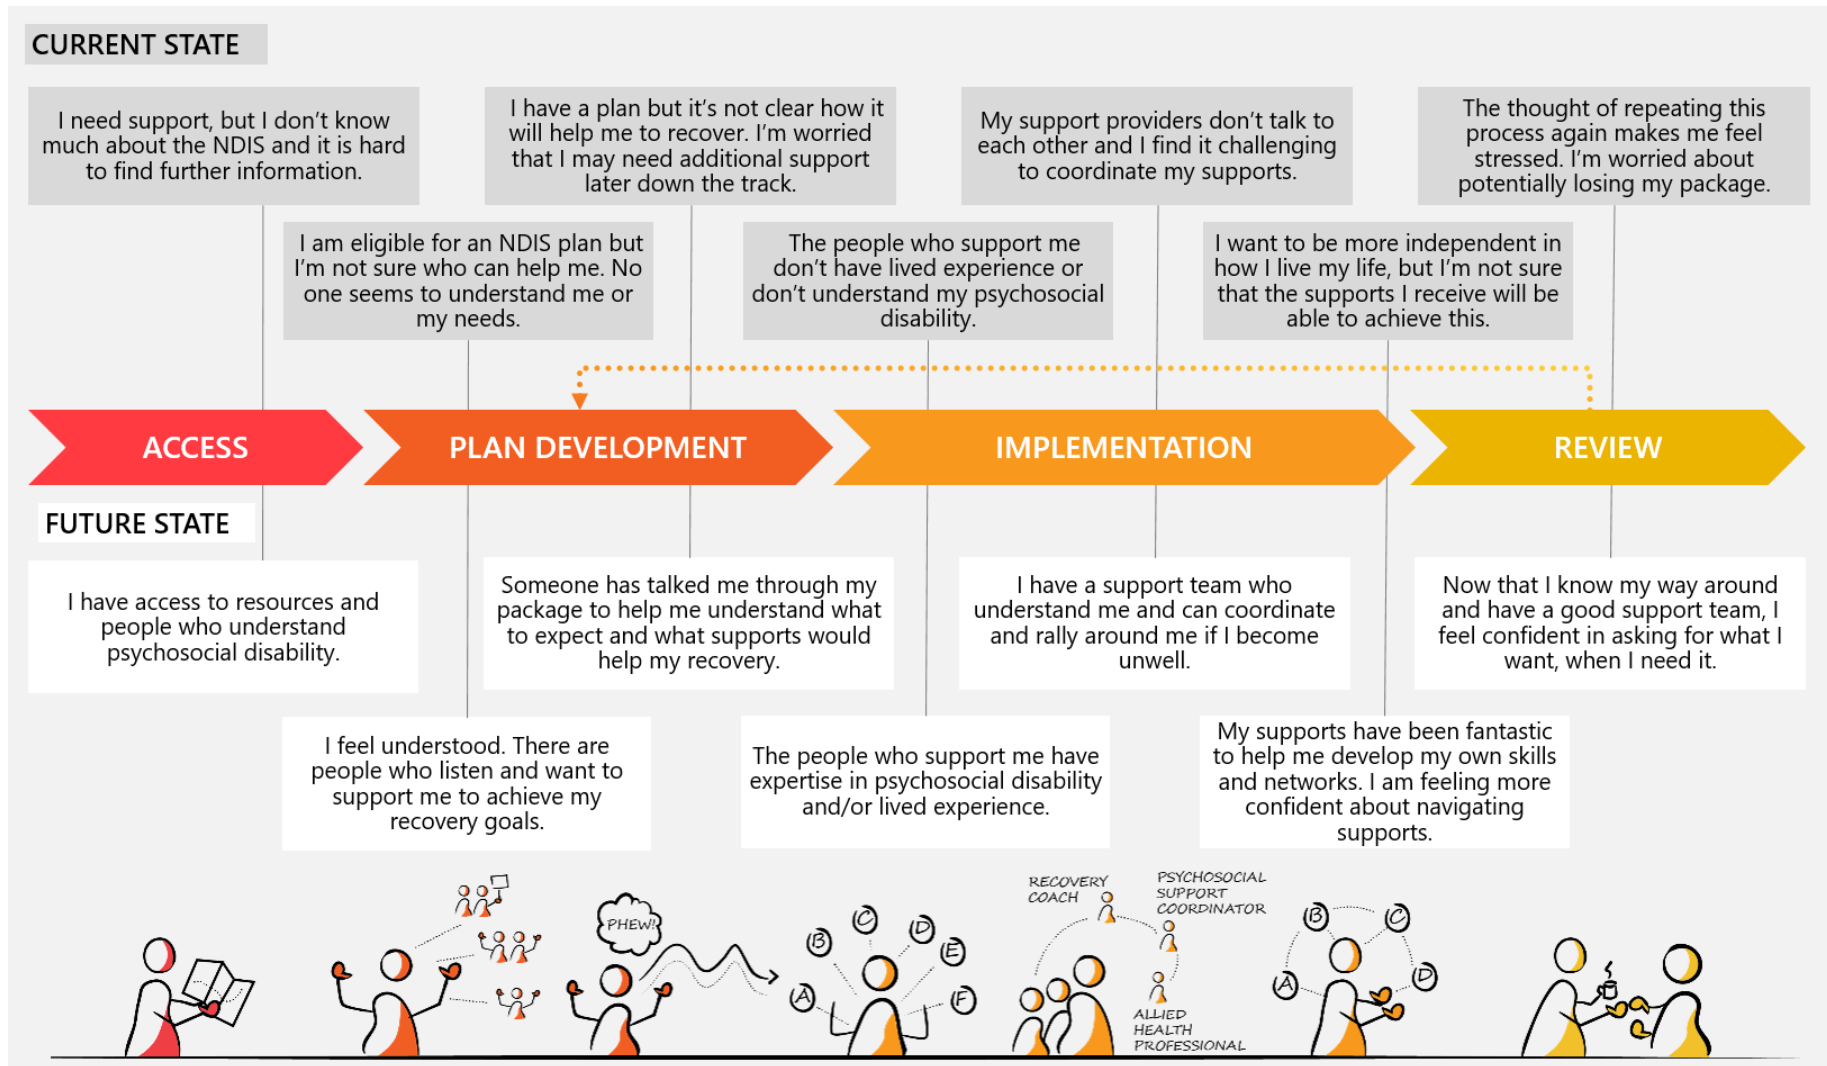 CURRENT STATE
I need support, but I don't know
much about the NDIS and it is hard
to find further information.
I have a plan but it's not clear how it
will help me to recover. I'm worried
that I may need additional support
later down the track.
My support providers don't talk to
each other and I find it challenging
to coordinate my supports.
The thought of repeating this
process again makes me feel
stressed. I'm worried about
potentially losing my package.
I am eligible for an NDIS plan but
I'm not sure who can help me. No
one seems to understand me or
my needs.
The people who support me
don't have lived experience or
don't understand my psychosocial
disability.
I want to be more independent in
how I live my life, but I'm not sure
that the supports I receive will be
able to achieve this.
ACCESS
PLAN DEVELOPMENT
IMPLEMENTATION
REVIEW
FUTURE STATE
I have access to resources and
people who understand
psychosocial disability.
Someone has talked me through my
package to help me understand what
to expect and what supports would
help my recovery.
I have a support team who
understand me and can coordinate
and rally around me if I become
unwell.
Now that I know my way around
and have a good support team, I
feel confident in asking for what I
want, when I need it.
I feel understood. There are
people who listen and want to
support me to achieve my
recovery goals.
The people who support me have
expertise in psychosocial disability
and/or lived experience.
My supports have been fantastic
to help me develop my own skills
and networks. I am feeling more
confident about navigating
supports.
PHEW!
A
B
C
D
E
F
RECOVERY
COACH
PSYCHOSOCIAL
SUPPORT
COORDINATOR
ALLIED
HEALTH
PROFESSIONAL
A
B
C
D